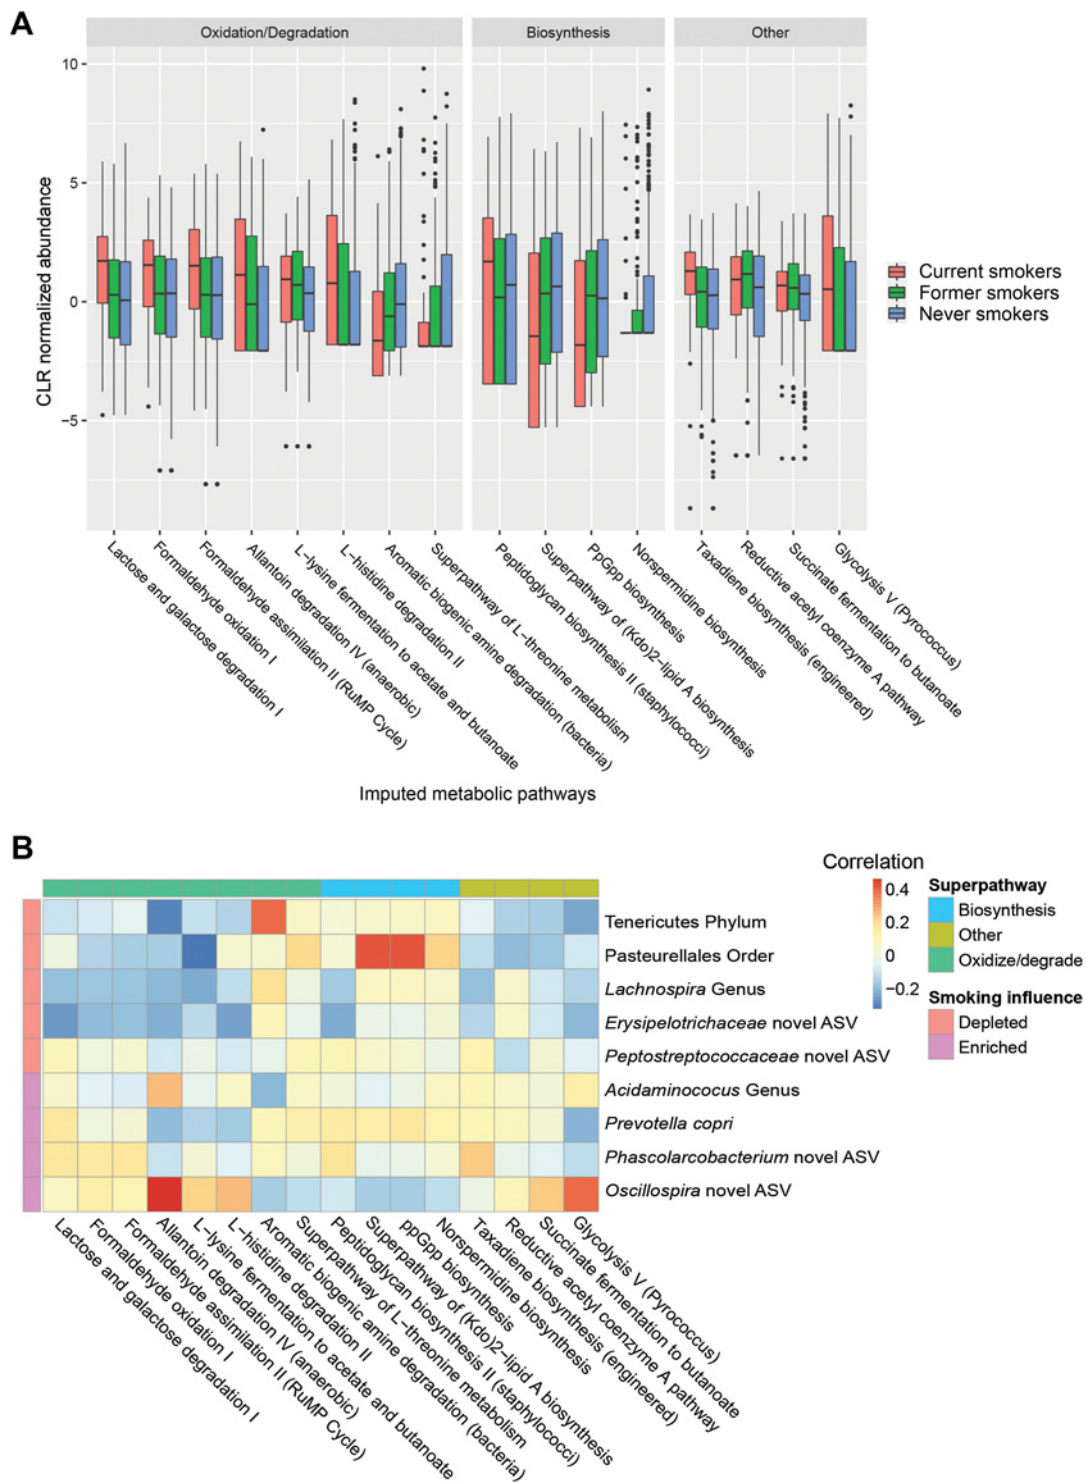 A
Oxidation/Degradation
Biosynthesis
Other
10
5
0
−5
CLR normalized abundance
Current smokers
Former smokers
Never smokers
Lactose and galactose degradation I
Formaldehyde oxidation I
Formaldehyde assimilation II (RuMP Cycle)
Allantoin degradation IV (anaerobic)
L−lysine fermentation to acetate and butanoate
L−histidine degradation II
Aromatic biogenic amine degradation (bacteria)
Superpathway of L−threonine metabolism
Peptidoglycan biosynthesis II (staphylococci)
Superpathway of (Kdo)2−lipid A biosynthesis
PpGpp biosynthesis
Norspermidine biosynthesis
Taxadiene biosynthesis (engineered)
Reductive acetyl coenzyme A pathway
Succinate fermentation to butanoate
Glycolysis V (Pyrococcus)
Imputed metabolic pathways
B
Correlation
0.4
0.2
0
−0.2
Superpathway
Biosynthesis
Other
Oxidize/degrade
Smoking influence
Depleted
Enriched
Tenericutes Phylum
Pasteurellales Order
Lachnospira Genus
Erysipelotrichaceae novel ASV
Peptostreptococcaceae novel ASV
Acidaminococus Genus
Prevotella copri
Phascolarcobacterium novel ASV
Oscillospira novel ASV
Lactose and galactose degradation I
Formaldehyde oxidation I
Formaldehyde assimilation II (RuMP Cycle)
Allantoin degradation IV (anaerobic)
L−lysine fermentation to acetate and butanoate
L−histidine degradation II
Aromatic biogenic amine degradation (bacteria)
Superpathway of L−threonine metabolism
Peptidoglycan biosynthesis II (staphylococci)
Superpathway of (Kdo)2−lipid A biosynthesis
ppGpp biosynthesis
Norspermidine biosynthesis
Taxadiene biosynthesis (engineered)
Reductive acetyl coenzyme A pathway
Succinate fermentation to butanoate
Glycolysis V (Pyrococcus)